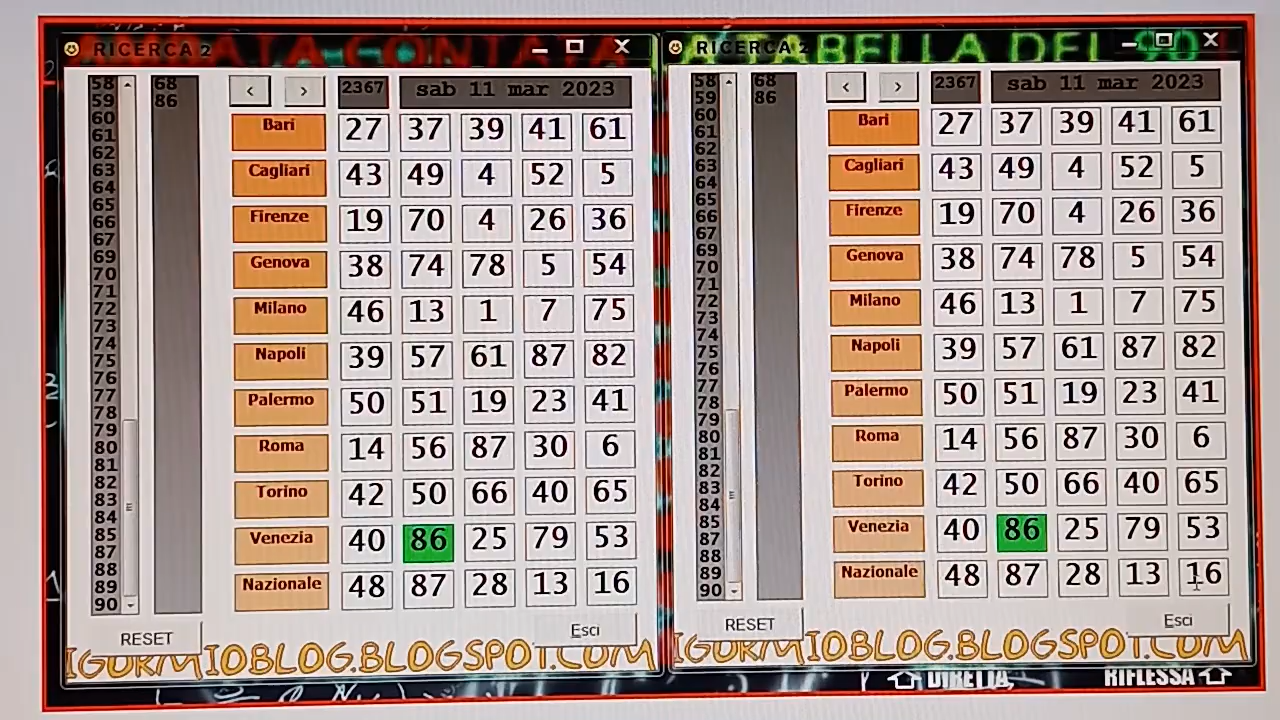 RICERCA 2
2367 sab 11 mar 2023
58 68
59 86
60
61
62
63
64
65
66
67
69
70
71
72
73
74
75
76
77
78
79
80
81
82
83
84
85
87
88
89
90
Bari 27 37 39 41 61
Cagliari 43 49 4 52 5
Firenze 19 70 4 26 36
Genova 38 74 78 5 54
Milano 46 13 1 7 75
Napoli 39 57 61 87 82
Palermo 50 51 19 23 41
Roma 14 56 87 30 6
Torino 42 50 66 40 65
Venezia 40 86 25 79 53
Nazionale 48 87 28 13 16
RESET Esci
IGORMIOBLOG.BLOGSPOT.COM
RICERCA 2
TABELLA DEL 90
2367 sab 11 mar 2023
58 68
59 86
60
61
62
63
64
65
66
67
69
70
71
72
73
74
75
76
77
78
79
80
81
82
83
84
85
87
88
89
90
Bari 27 37 39 41 61
Cagliari 43 49 4 52 5
Firenze 19 70 4 26 36
Genova 38 74 78 5 54
Milano 46 13 1 7 75
Napoli 39 57 61 87 82
Palermo 50 51 19 23 41
Roma 14 56 87 30 6
Torino 42 50 66 40 65
Venezia 40 86 25 79 53
Nazionale 48 87 28 13 16
RESET Esci
IGORMIOBLOG.BLOGSPOT.COM
DIRETTA, RIFLESSA